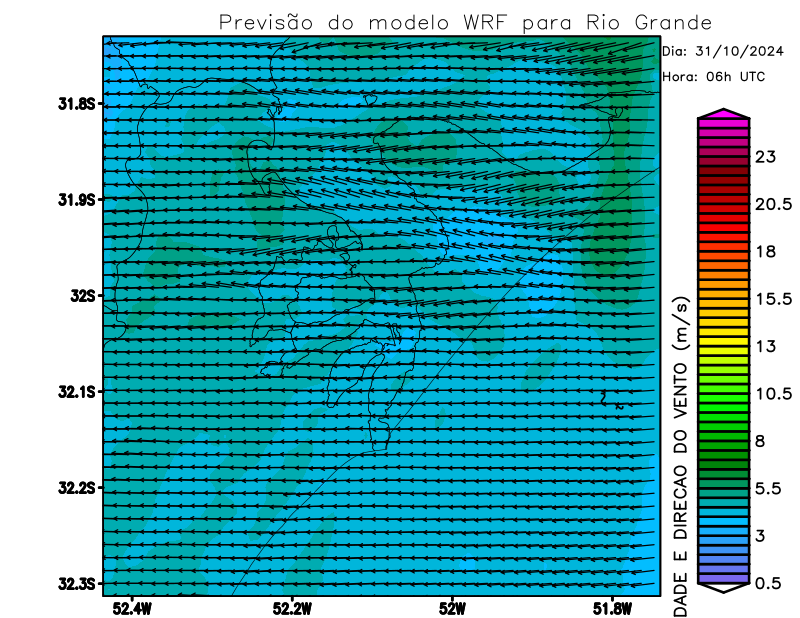 Previsão do modelo WRF para Rio Grande
Dia: 31/10/2024
Hora: 06h UTC
31.8S
31.9S
32S
32.1S
32.2S
32.3S
52.4W
52.2W
52W
51.8W
DADE E DIRECAO DO VENTO (m/s)
23
20.5
18
15.5
13
10.5
8
5.5
3
0.5